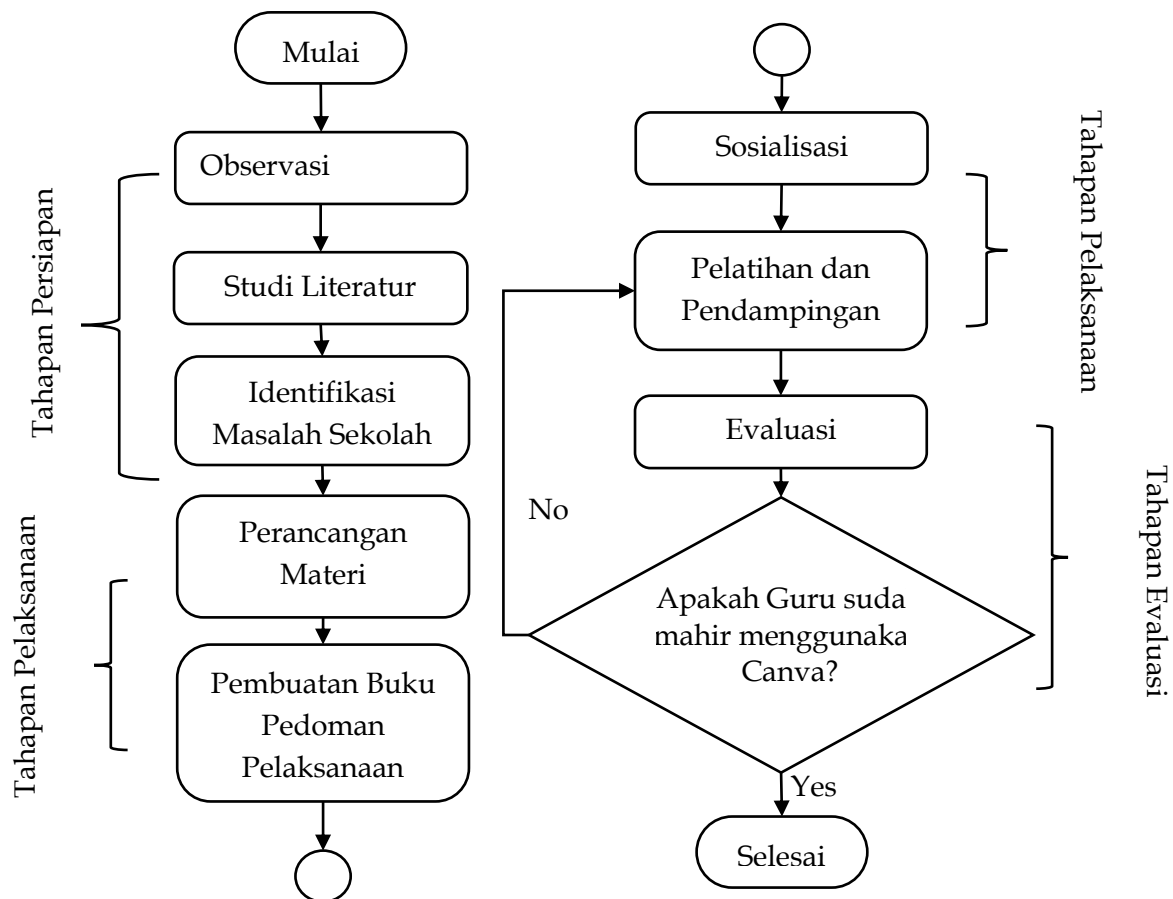 Mulai
Observasi
Studi Literatur
Identifikasi
Masalah Sekolah
Tahapan Persiapan
Perancangan
Materi
Pembuatan Buku
Pedoman
Pelaksanaan
Tahapan Pelaksanaan
Sosialisasi
Pelatihan dan
Pendampingan
Tahapan Pelaksanaan
Evaluasi
No
Apakah Guru suda
mahir menggunaka
Canva?
Tahapan Evaluasi
Yes
Selesai